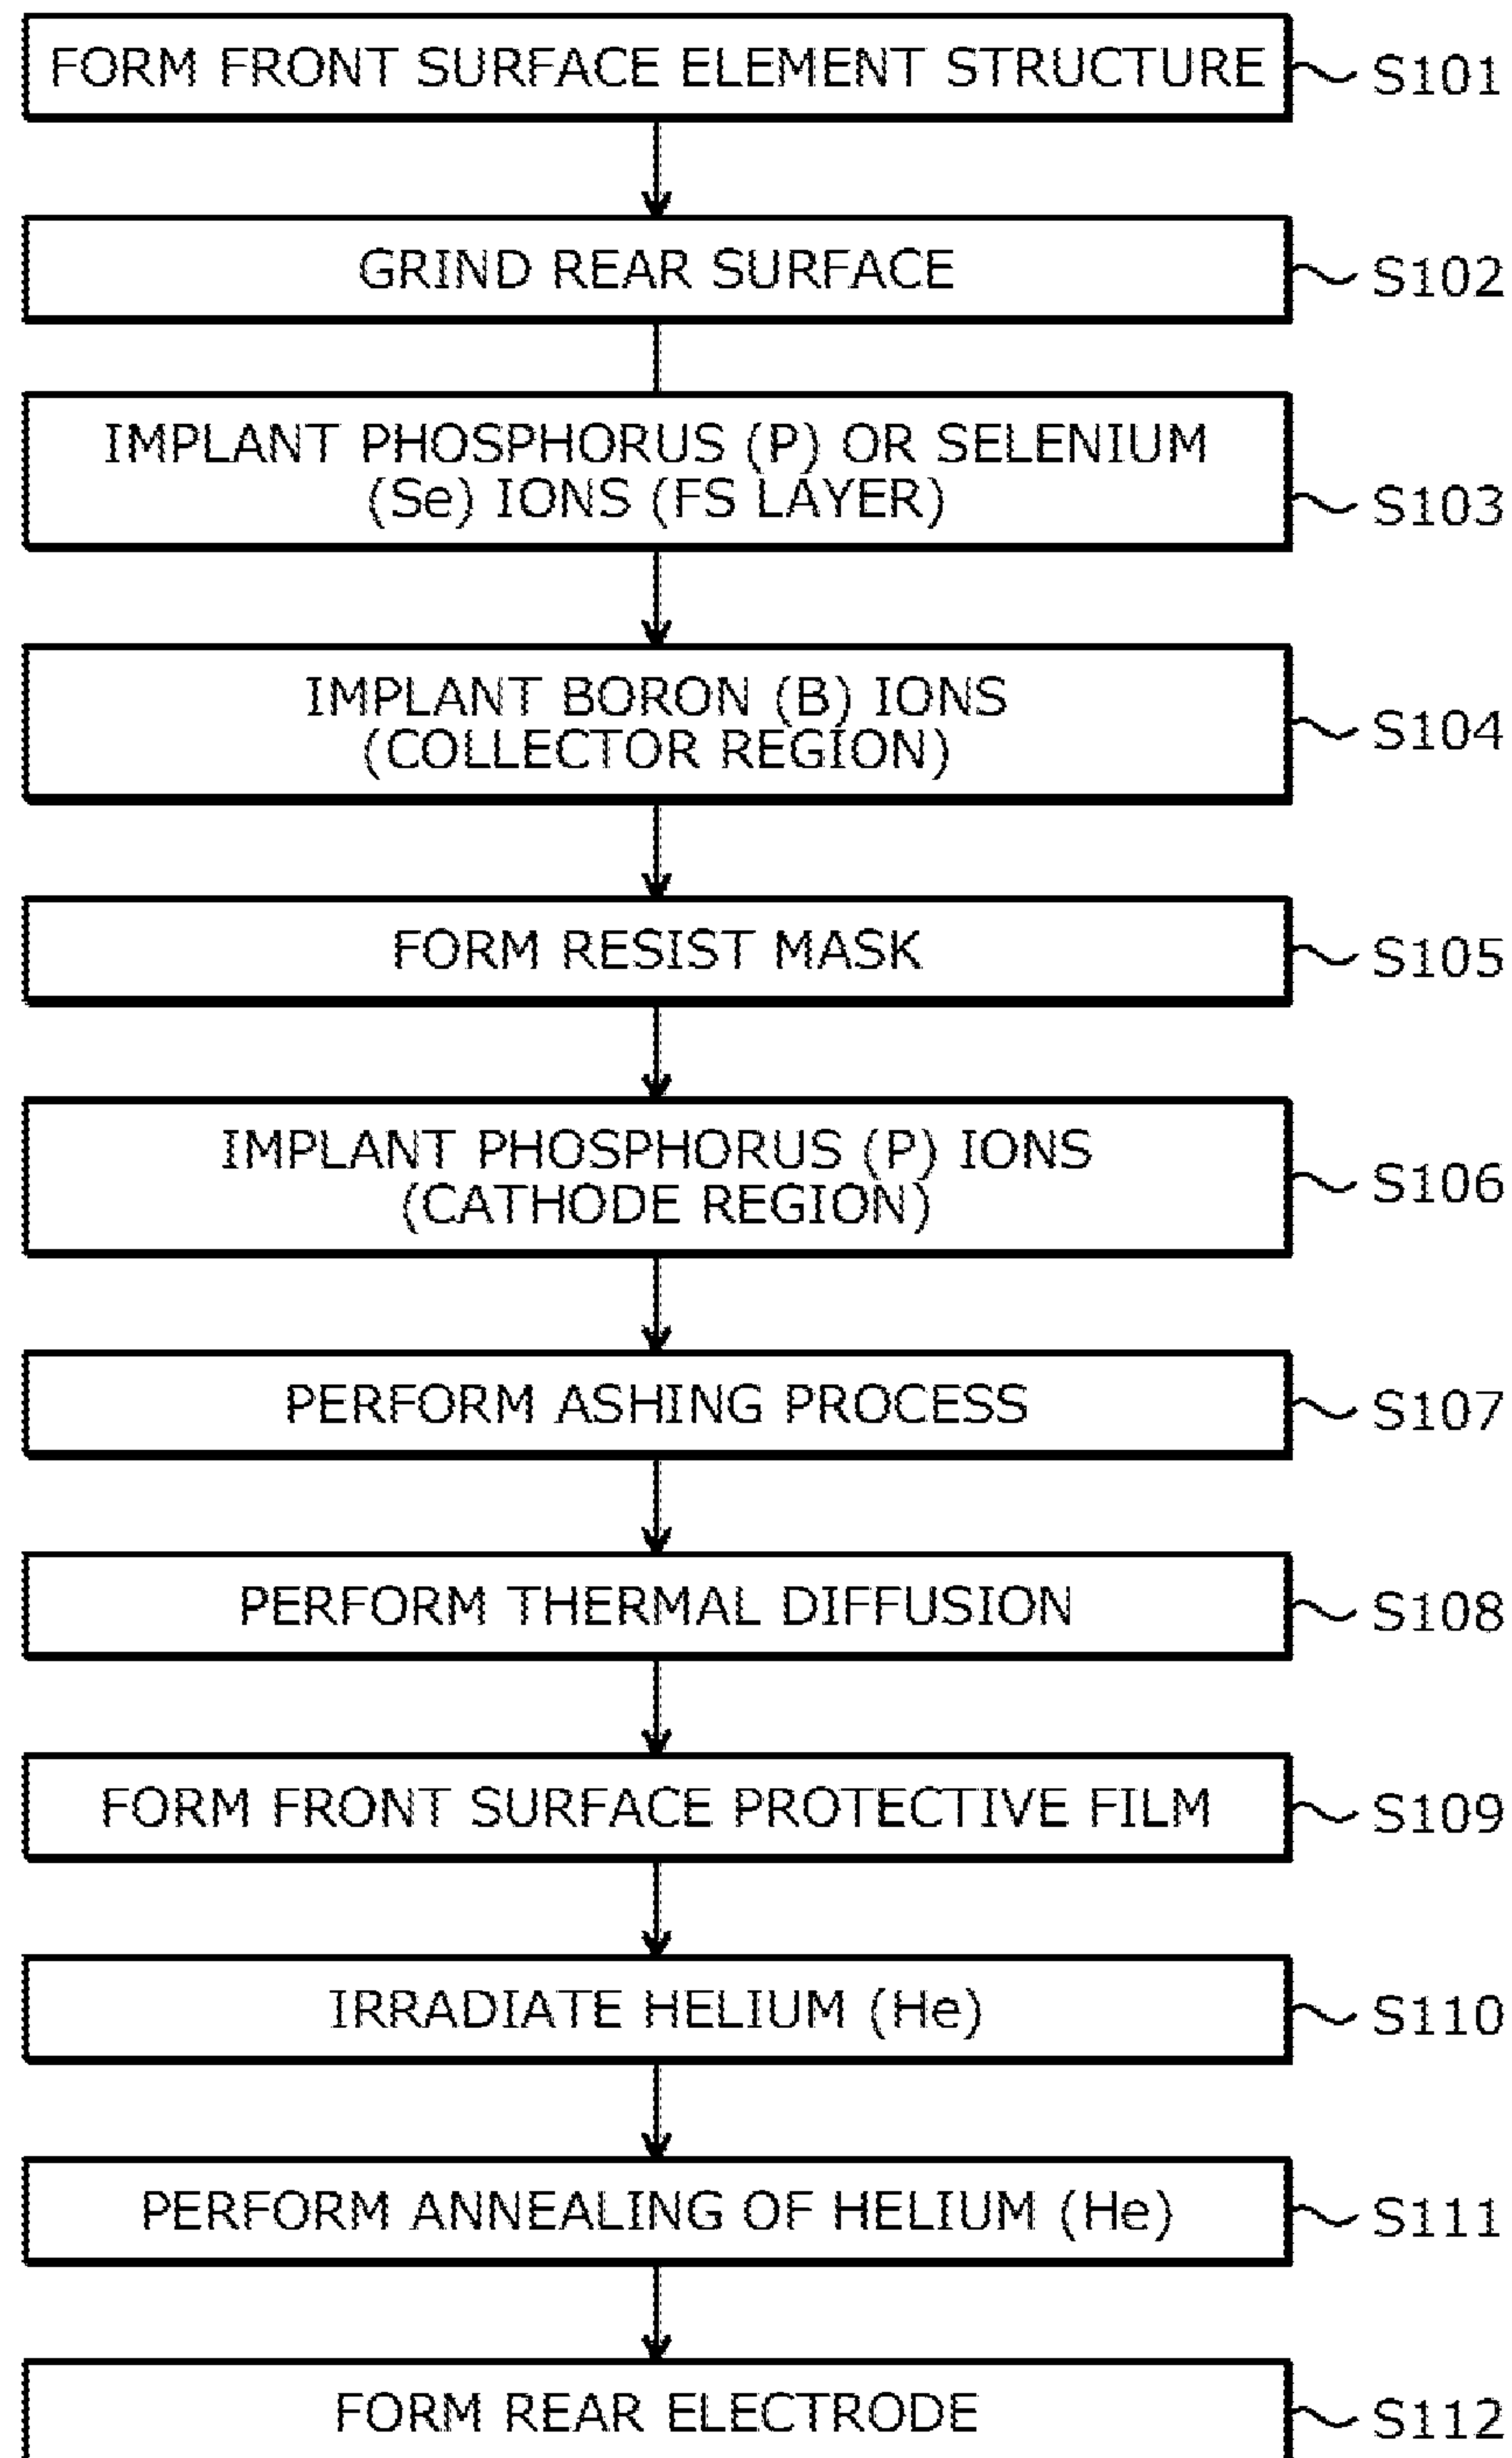 FORM FRONT SURFACE ELEMENT STRUCTURE S101
GRIND REAR SURFACE S102
IMPLANT PHOSPHORUS (P) OR SELENIUM
(Se) IONS (FS LAYER) S103
IMPLANT BORON (B) IONS
(COLLECTOR REGION) S104
FORM RESIST MASK S105
IMPLANT PHOSPHORUS (P) IONS
(CATHODE REGION) S106
PERFORM ASHING PROCESS S107
PERFORM THERMAL DIFFUSION S108
FORM FRONT SURFACE PROTECTIVE FILM S109
IRRADIATE HELIUM (He) S110
PERFORM ANNEALING OF HELIUM (He) S111
FORM REAR ELECTRODE S112